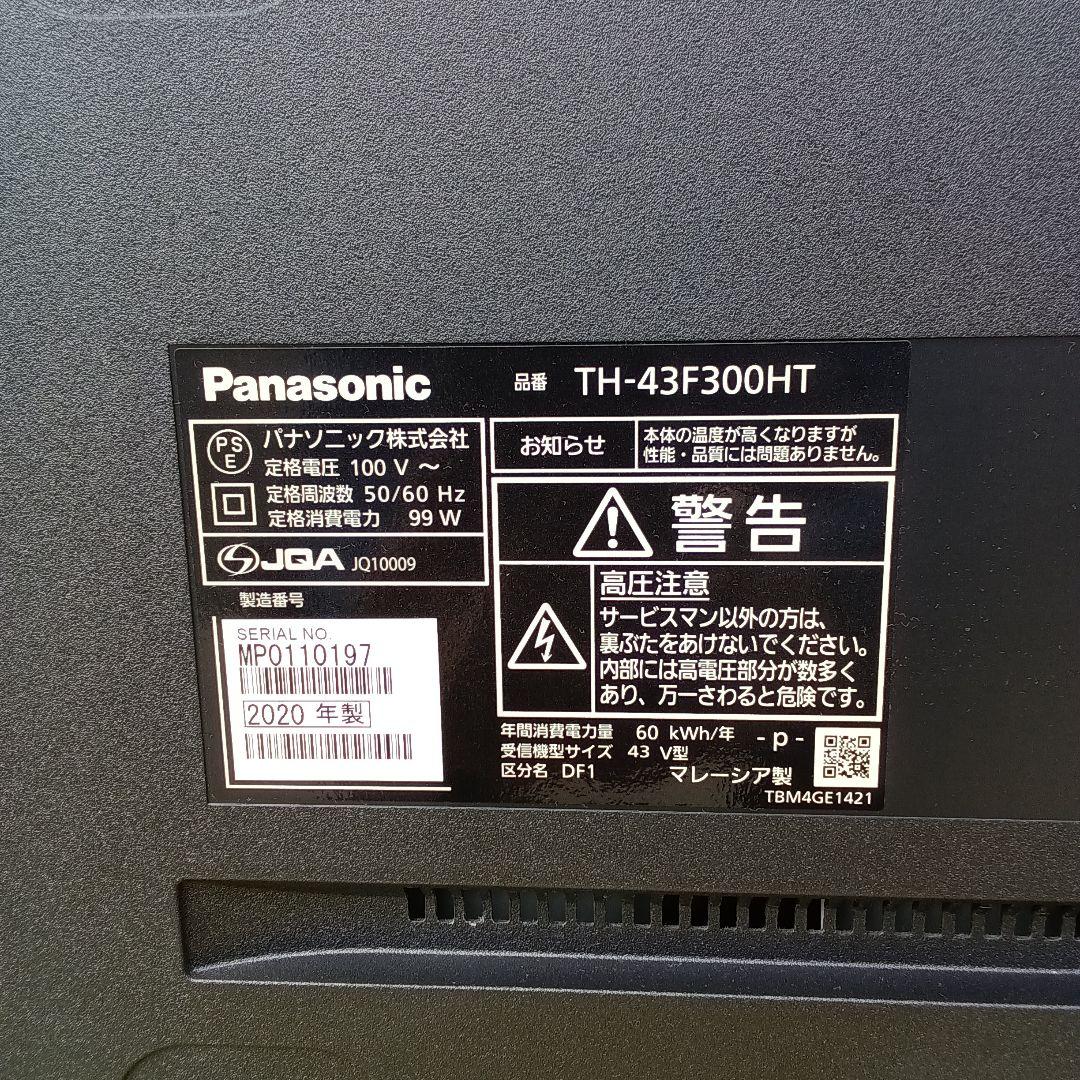 Panasonic
品番 TH-43F300HT
PS
E
パナソニック株式会社
定格電圧 100 V ～
定格周波数 50/60 Hz
定格消費電力 99 W
JQA JQ10009
製造番号
SERIAL NO.
MP0110197
2020 年製
お知らせ
本体の温度が高くなりますが
性能・品質には問題ありません。
警告
高圧注意
サービスマン以外の方は、
裏ぶたをあけないでください。
内部には高電圧部分が数多く
あり、万一さわると危険です。
年間消費電力量 60 kWh/年 -p-
受信機型サイズ 43 V型
区分名 DF1 マレーシア製
TBM4GE1421